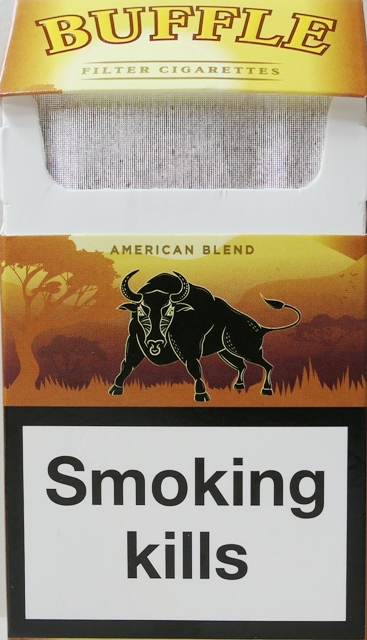 BUFFLE
FILTER CIGARETTES
AMERICAN BLEND
Smoking
kills